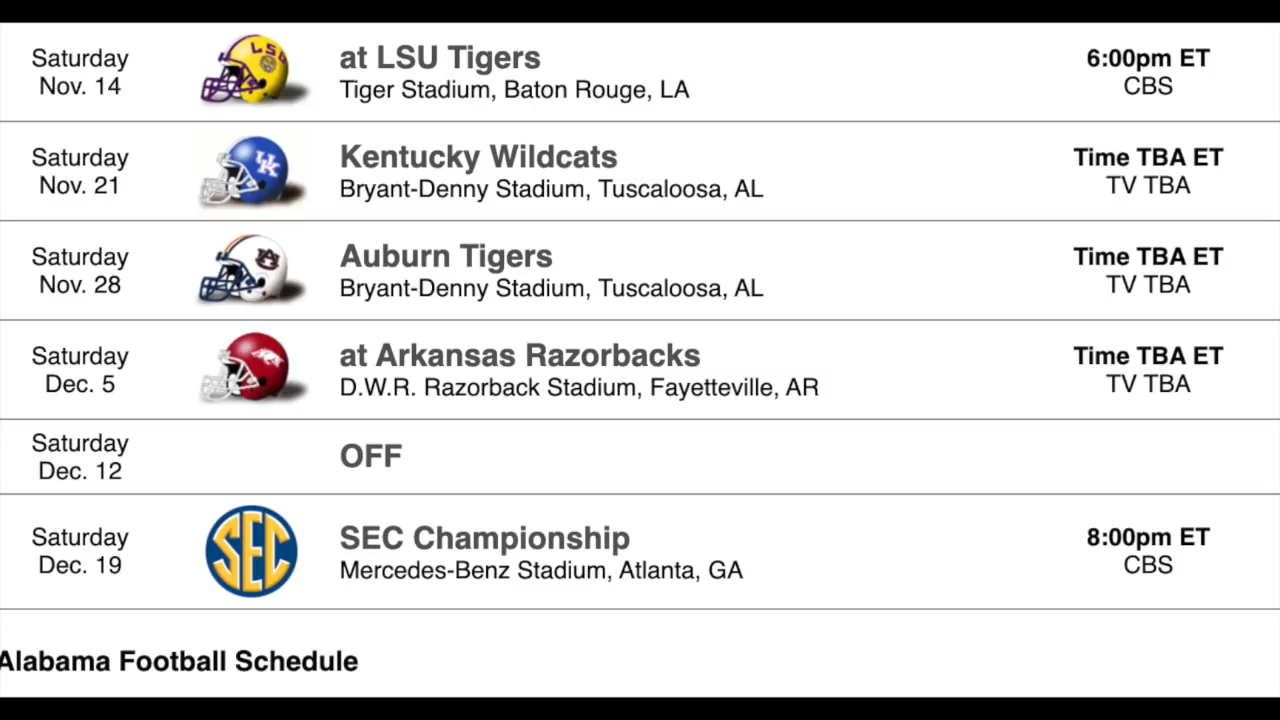 Saturday
Nov. 14
LSU
at LSU Tigers
Tiger Stadium, Baton Rouge, LA
6:00pm ET
CBS
Saturday
Nov. 21
UK
Kentucky Wildcats
Bryant-Denny Stadium, Tuscaloosa, AL
Time TBA ET
TV TBA
Saturday
Nov. 28
AU
Auburn Tigers
Bryant-Denny Stadium, Tuscaloosa, AL
Time TBA ET
TV TBA
Saturday
Dec. 5
at Arkansas Razorbacks
D.W.R. Razorback Stadium, Fayetteville, AR
Time TBA ET
TV TBA
Saturday
Dec. 12
OFF
Saturday
Dec. 19
SEC
SEC Championship
Mercedes-Benz Stadium, Atlanta, GA
8:00pm ET
CBS
Alabama Football Schedule